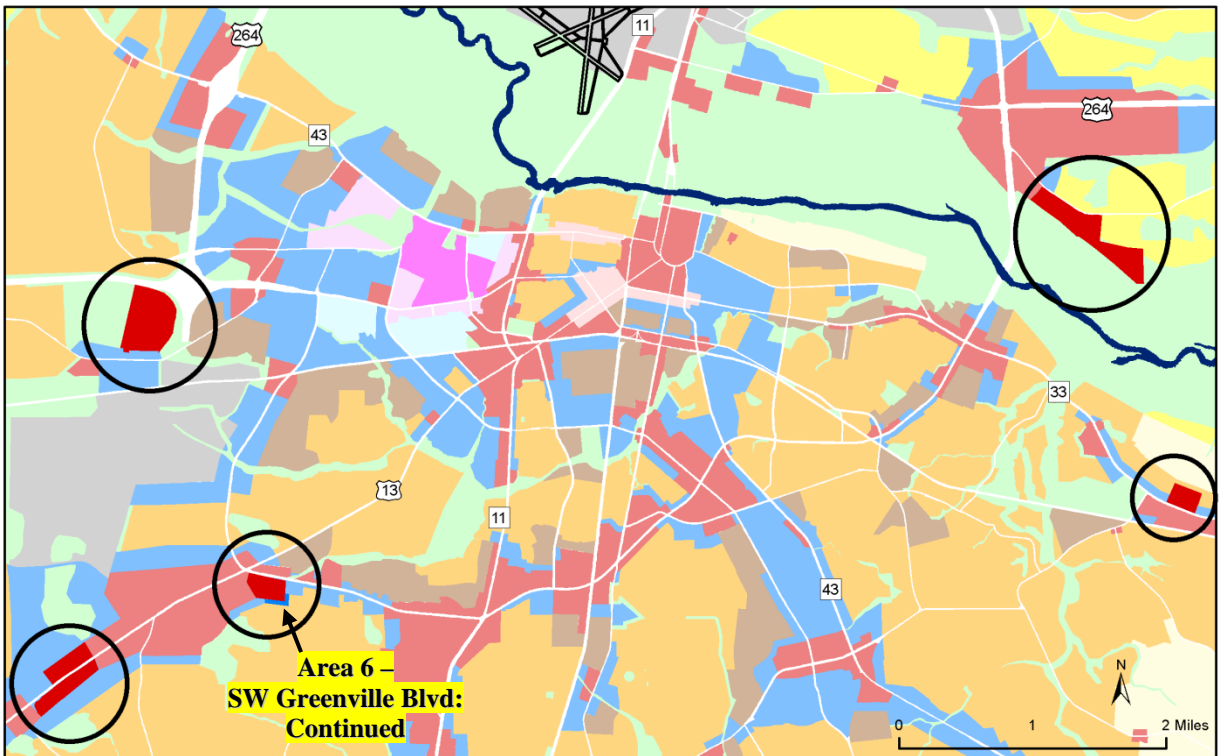 11
264
264
43
13
33
11
43
Area 6 –
SW Greenville Blvd:
Continued
N
0 1 2 Miles